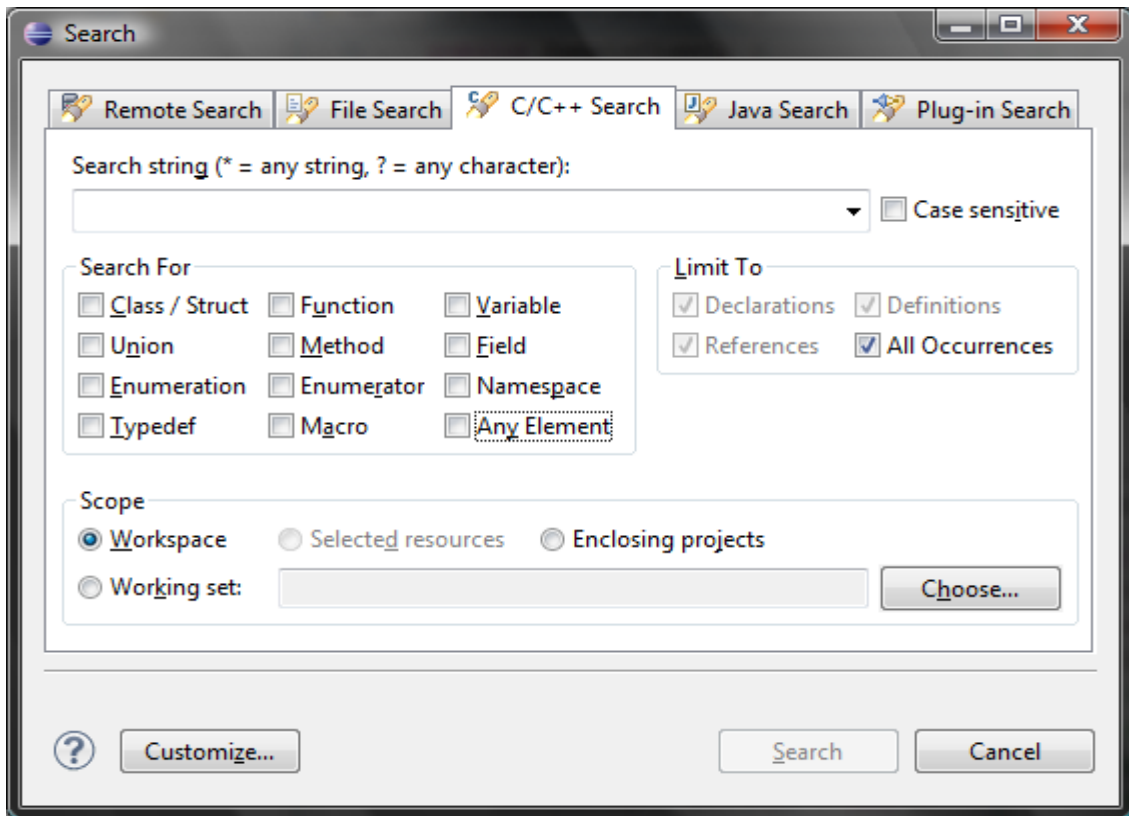 Search
Remote Search File Search C/C++ Search Java Search Plug-in Search
Search string (* = any string, ? = any character):
Case sensitive
Search For Limit To
Class / Struct Function Variable Declarations Definitions
Union Method Field References All Occurrences
Enumeration Enumerator Namespace
Typedef Macro Any Element
Scope
Workspace Selected resources Enclosing projects
Working set: Choose...
? Customize... Search Cancel